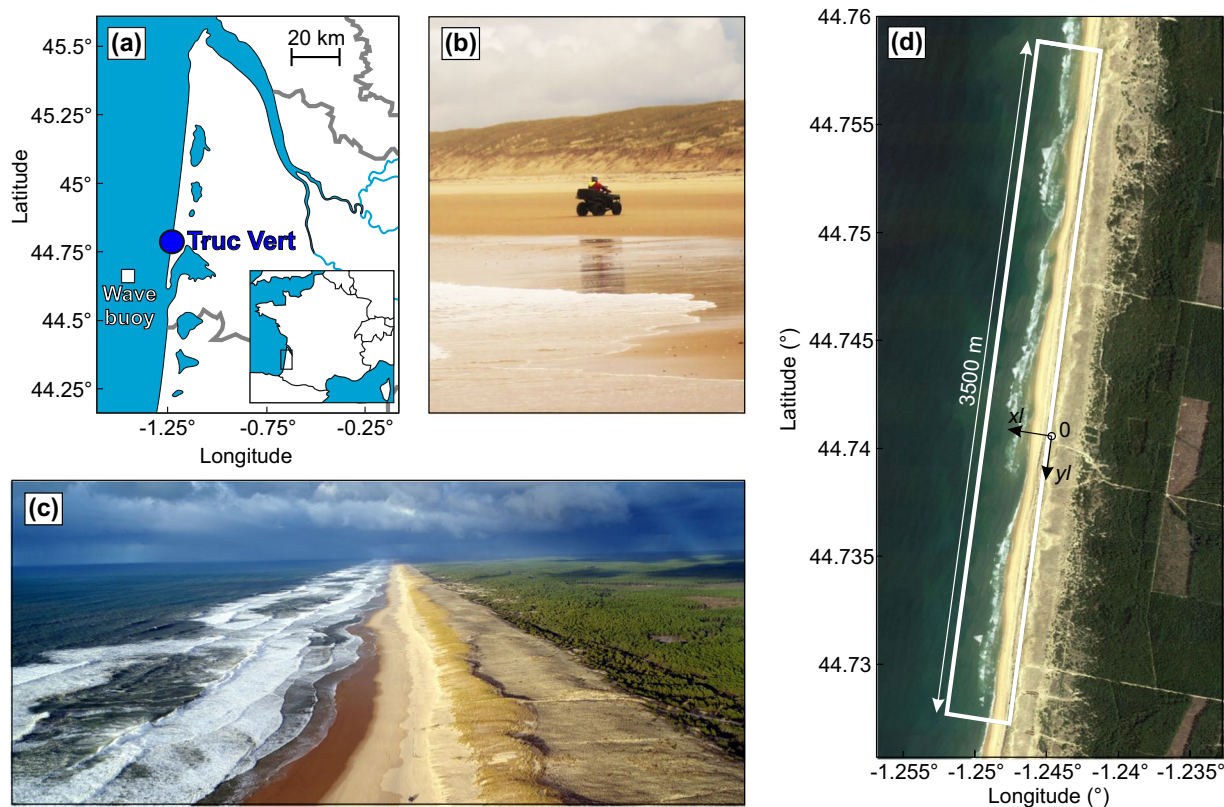 (a)
20 km
45.5°
45.25°
45°
44.75°
44.5°
44.25°
Latitude
Truc Vert
Wave
buoy
-1.25°
-0.75°
-0.25°
Longitude
(b)
(c)
(d)
44.76
44.755°
44.75°
44.745°
44.74°
44.735°
44.73°
Latitude (°)
3500 m
xl
0
yl
-1.255°
-1.25°
-1.245°
-1.24°
-1.235°
Longitude (°)